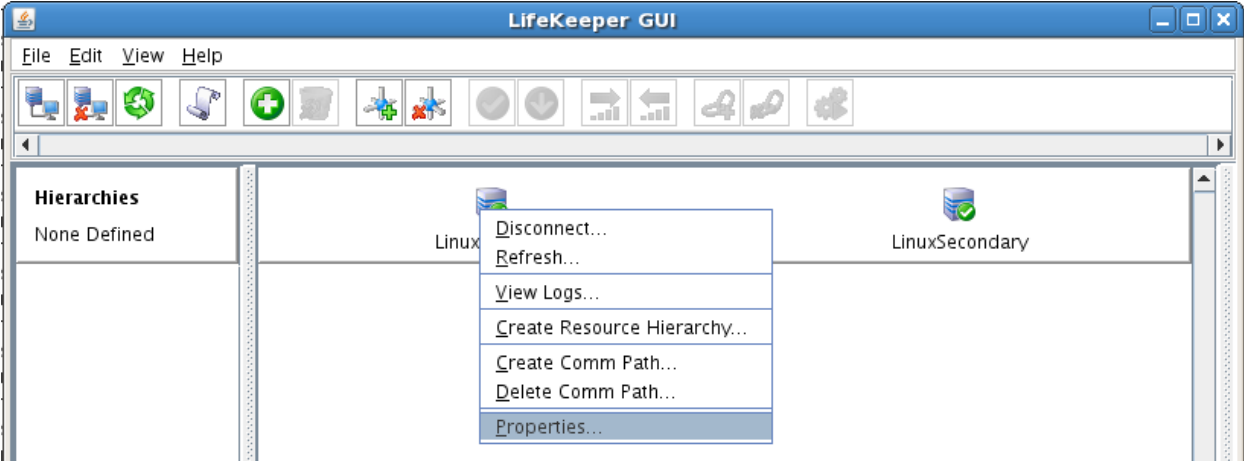 LifeKeeper GUI
File Edit View Help
Hierarchies
None Defined
Linux
LinuxSecondary
Disconnect...
Refresh...
View Logs...
Create Resource Hierarchy...
Create Comm Path...
Delete Comm Path...
Properties...